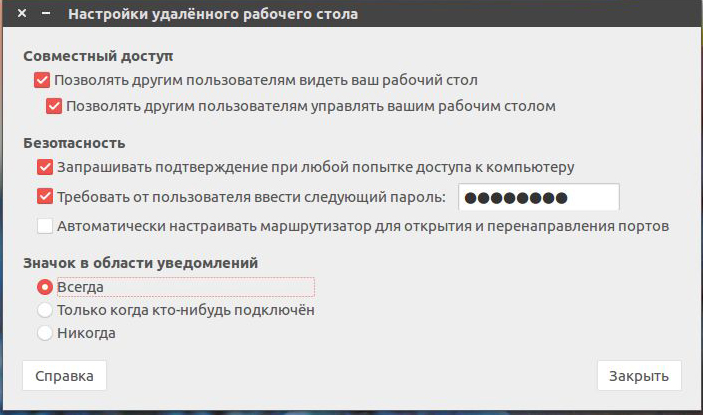 Настройки удалённого рабочего стола
Совместный доступ
Позволять другим пользователям видеть ваш рабочий стол
Позволять другим пользователям управлять вашим рабочим столом
Безопасность
Запрашивать подтверждение при любой попытке доступа к компьютеру
Требовать от пользователя ввести следующий пароль: ●●●●●●●●
Автоматически настраивать маршрутизатор для открытия и перенаправления портов
Значок в области уведомлений
Всегда
Только когда кто-нибудь подключён
Никогда
Справка Закрыть